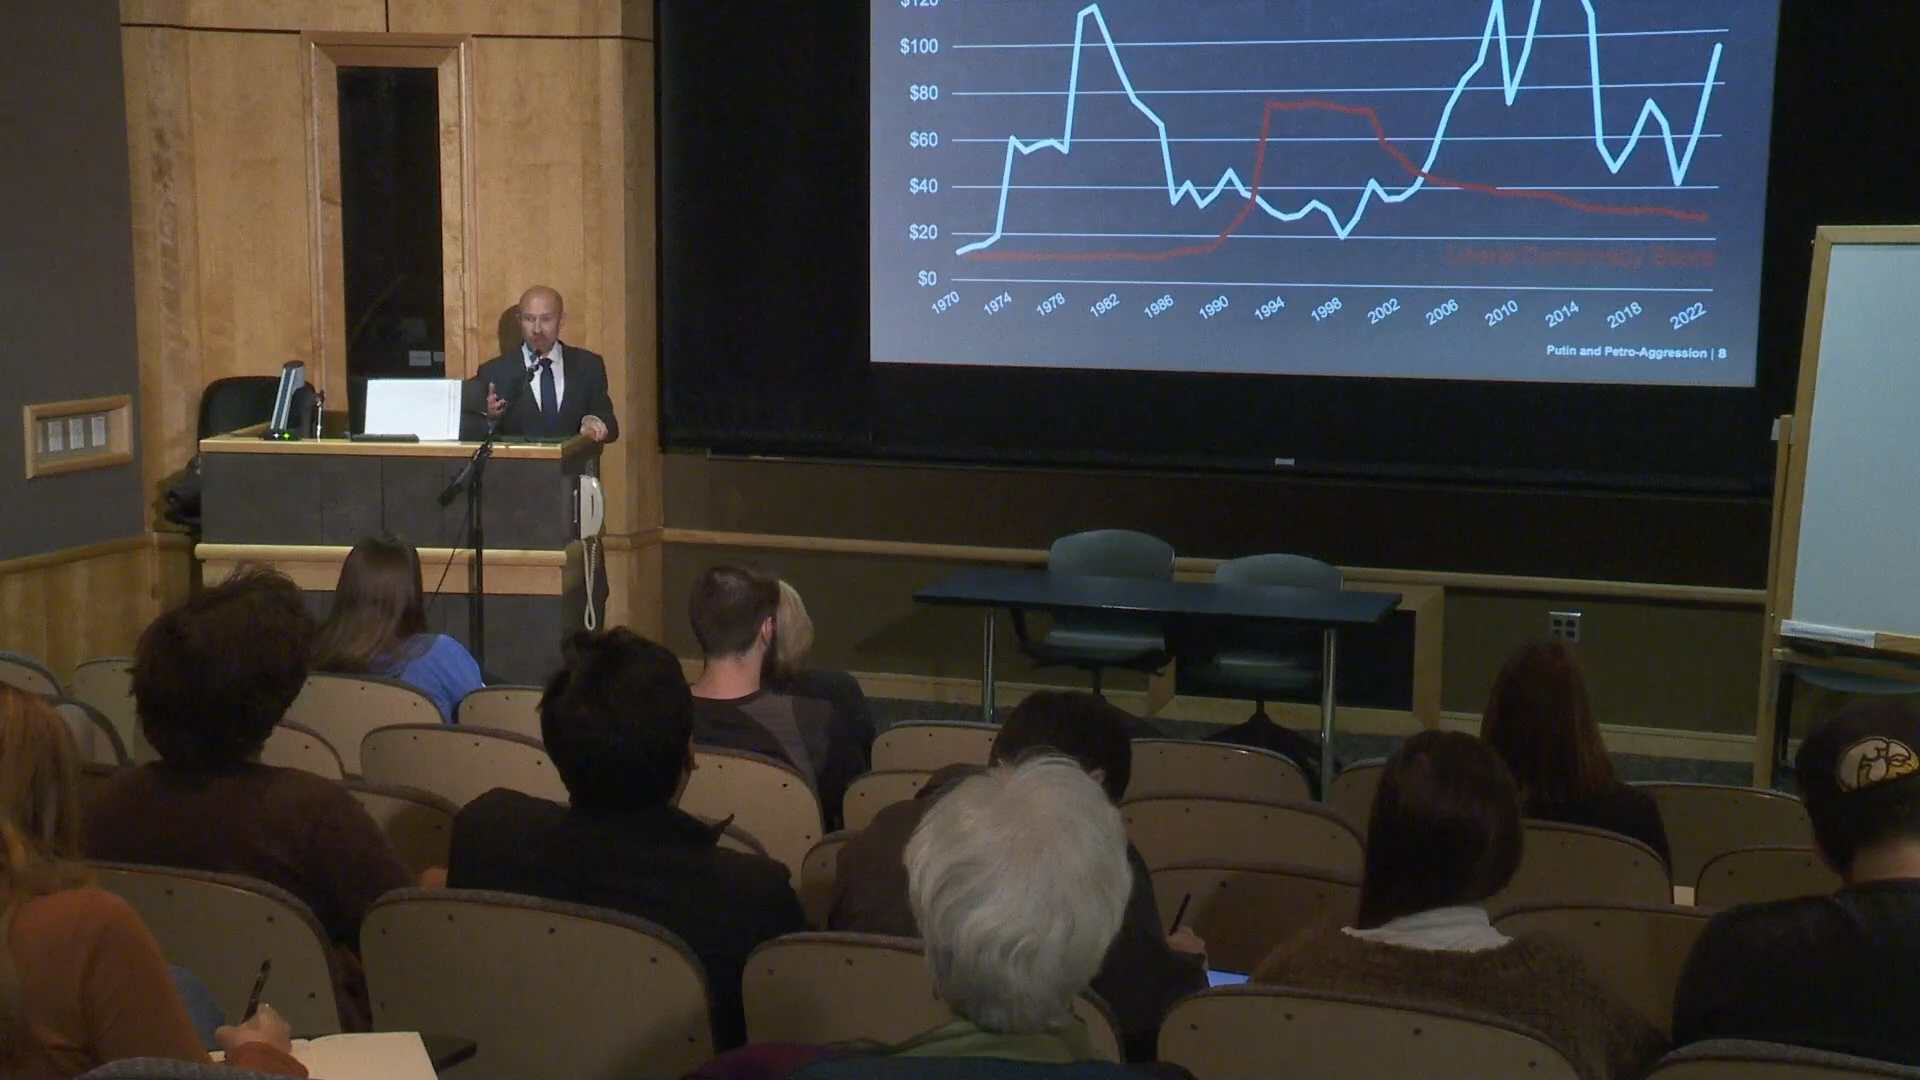 $120
$100
$80
$60
$40
$20
$0
1970 1974 1978 1982 1986 1990 1994 1998 2002 2006 2010 2014 2018 2022
Liberal Democracy Score
Putin and Petro-Aggression | 8